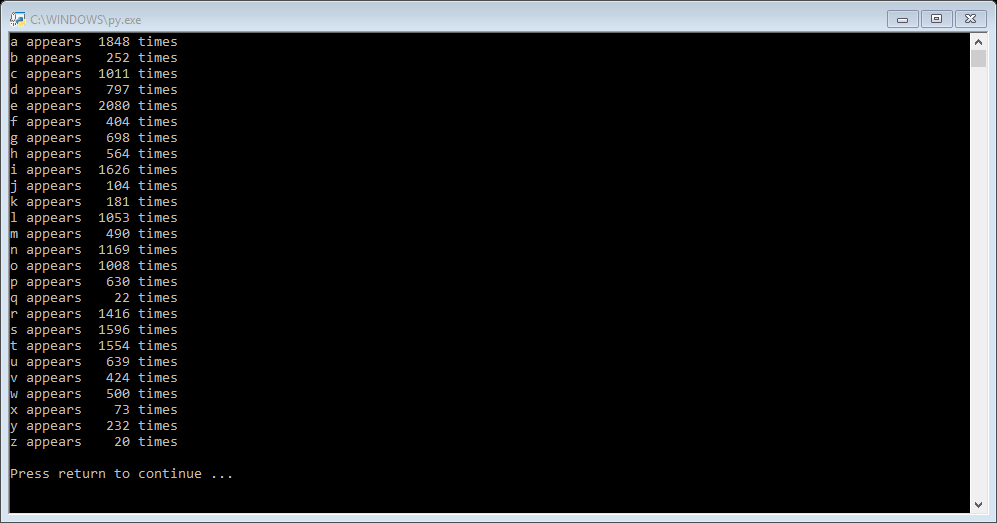 C:\WINDOWS\py.exe
a appears  1848 times
b appears   252 times
c appears  1011 times
d appears   797 times
e appears  2080 times
f appears   404 times
g appears   698 times
h appears   564 times
i appears  1626 times
j appears   104 times
k appears   181 times
l appears  1053 times
m appears   490 times
n appears  1169 times
o appears  1008 times
p appears   630 times
q appears    22 times
r appears  1416 times
s appears  1596 times
t appears  1554 times
u appears   639 times
v appears   424 times
w appears   500 times
x appears    73 times
y appears   232 times
z appears    20 times
Press return to continue ...